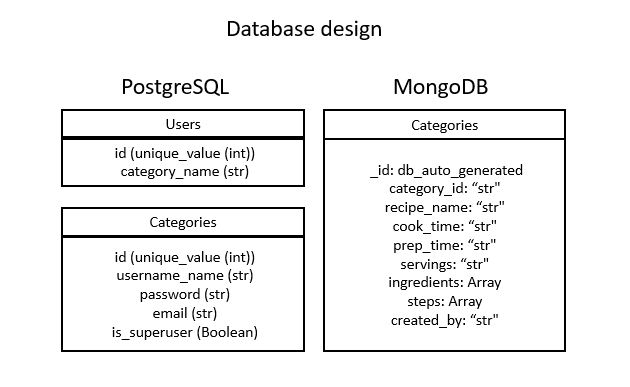 Database design
PostgreSQL
Users
id (unique_value (int))
category_name (str)
Categories
id (unique_value (int))
username_name (str)
password (str)
email (str)
is_superuser (Boolean)
MongoDB
Categories
_id: db_auto_generated
category_id: “str"
recipe_name: “str"
cook_time: “str"
prep_time: “str"
servings: “str"
ingredients: Array
steps: Array
created_by: “str"